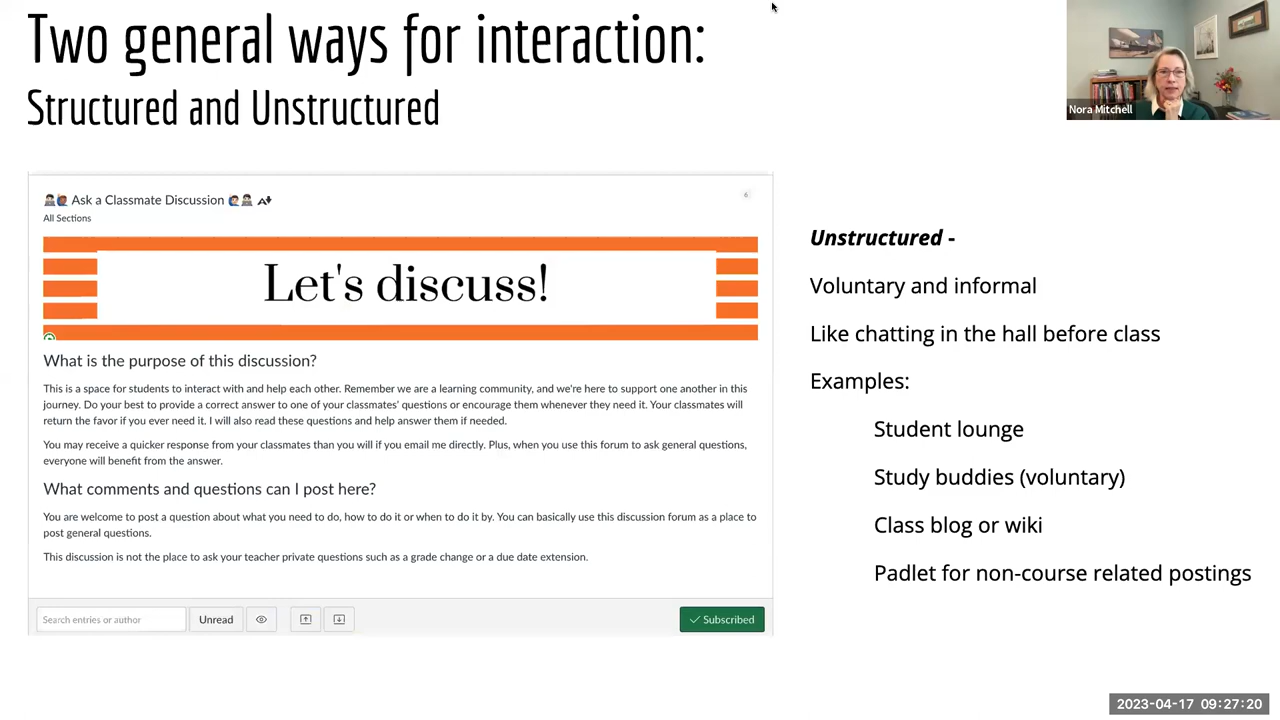 Two general ways for interaction:
Structured and Unstructured
Nora Mitchell
Ask a Classmate Discussion
6
All Sections
Let's discuss!
What is the purpose of this discussion?
This is a space for students to interact with and help each other. Remember we are a learning community, and we're here to support one another in this
journey. Do your best to provide a correct answer to one of your classmates' questions or encourage them whenever they need it. Your classmates will
return the favor if you ever need it. I will also read these questions and help answer them if needed.
You may receive a quicker response from your classmates than you will if you email me directly. Plus, when you use this forum to ask general questions,
everyone will benefit from the answer.
What comments and questions can I post here?
You are welcome to post a question about what you need to do, how to do it or when to do it by. You can basically use this discussion forum as a place to
post general questions.
This discussion is not the place to ask your teacher private questions such as a grade change or a due date extension.
Search entries or author
Unread
Subscribed
Unstructured -
Voluntary and informal
Like chatting in the hall before class
Examples:
Student lounge
Study buddies (voluntary)
Class blog or wiki
Padlet for non-course related postings
2023-04-17 09:27:20